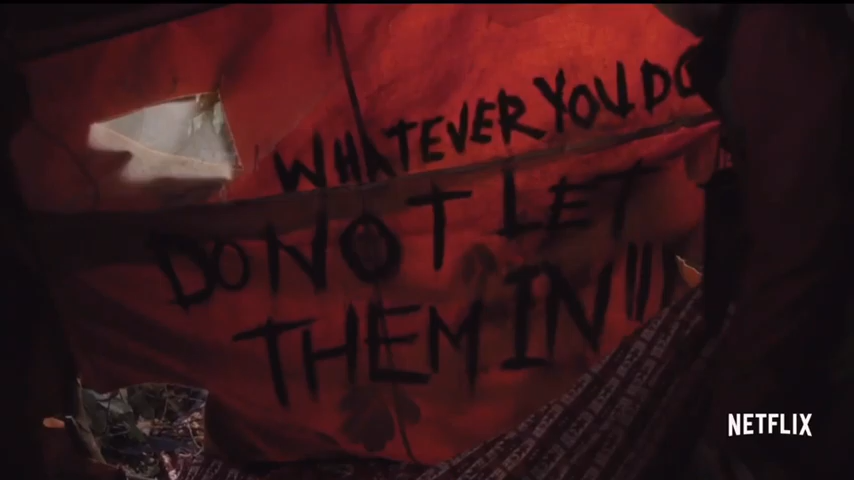 WHATEVER YOU DO
DO NOT LET
THEM IN!!!
NETFLIX